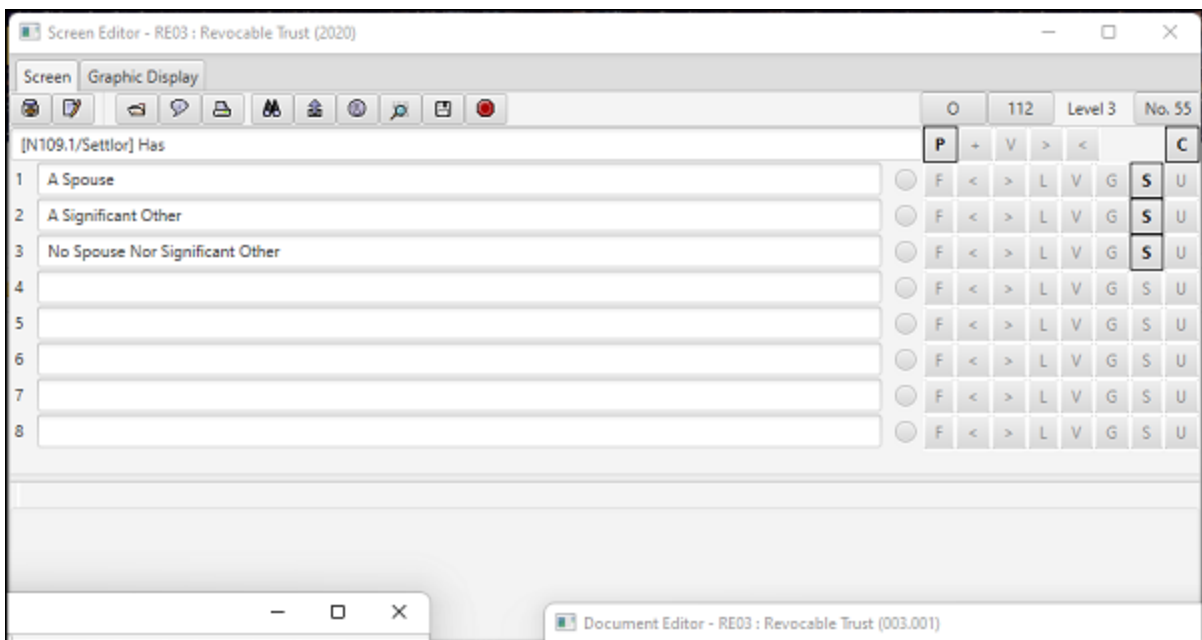 Screen Editor - RE03 : Revocable Trust (2020)
Screen Graphic Display
O 112 Level 3 No. 55
[N109.1/Settlor] Has P + V > < C
1 A Spouse F < > L V G S U
2 A Significant Other F < > L V G S U
3 No Spouse Nor Significant Other F < > L V G S U
4 F < > L V G S U
5 F < > L V G S U
6 F < > L V G S U
7 F < > L V G S U
8 F < > L V G S U
Document Editor - RE03 : Revocable Trust (003.001)